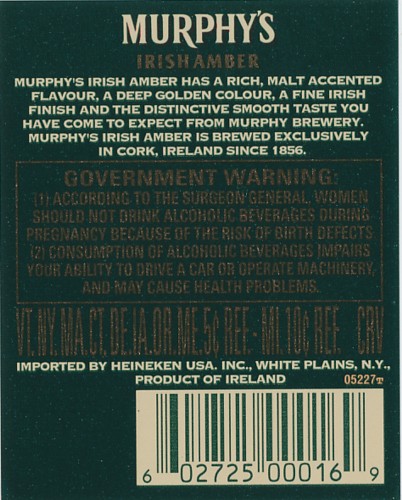 MURPHY'S
IRISH AMBER
MURPHY'S IRISH AMBER HAS A RICH, MALT ACCENTED
FLAVOUR, A DEEP GOLDEN COLOUR, A FINE IRISH
FINISH AND THE DISTINCTIVE SMOOTH TASTE YOU
HAVE COME TO EXPECT FROM MURPHY BREWERY.
MURPHY'S IRISH AMBER IS BREWED EXCLUSIVELY
IN CORK, IRELAND SINCE 1856.
GOVERNMENT WARNING:
(1) ACCORDING TO THE SURGEON GENERAL, WOMEN
SHOULD NOT DRINK ALCOHOLIC BEVERAGES DURING
PREGNANCY BECAUSE OF THE RISK OF BIRTH DEFECTS
(2) CONSUMPTION OF ALCOHOLIC BEVERAGES IMPAIRS
YOUR ABILITY TO DRIVE A CAR OR OPERATE MACHINERY,
AND MAY CAUSE HEALTH PROBLEMS.
VT.NY.MA.CT.DE.IA.OR.ME.5¢ REF. - MI.10¢ REF. CRV
IMPORTED BY HEINEKEN USA. INC., WHITE PLAINS, N.Y.,
PRODUCT OF IRELAND 05227T
6 02725 00016 9